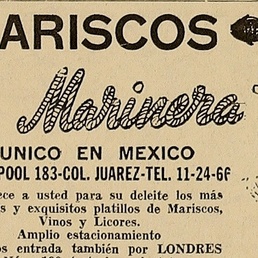 ARISCOS
Marinera
UNICO EN MEXICO
POOL 183-COL. JUAREZ-TEL. 11-24-66
ece a usted para su deleite los más
s y exquisitos platillos de Mariscos,
Vinos y Licores.
Amplio estacionamiento
os entrada también por LONDRES